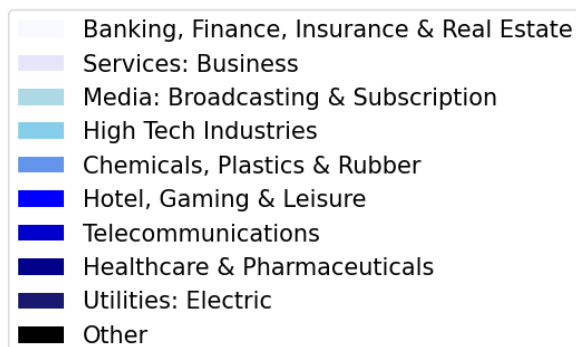 Banking, Finance, Insurance & Real Estate
Services: Business
Media: Broadcasting & Subscription
High Tech Industries
Chemicals, Plastics & Rubber
Hotel, Gaming & Leisure
Telecommunications
Healthcare & Pharmaceuticals
Utilities: Electric
Other